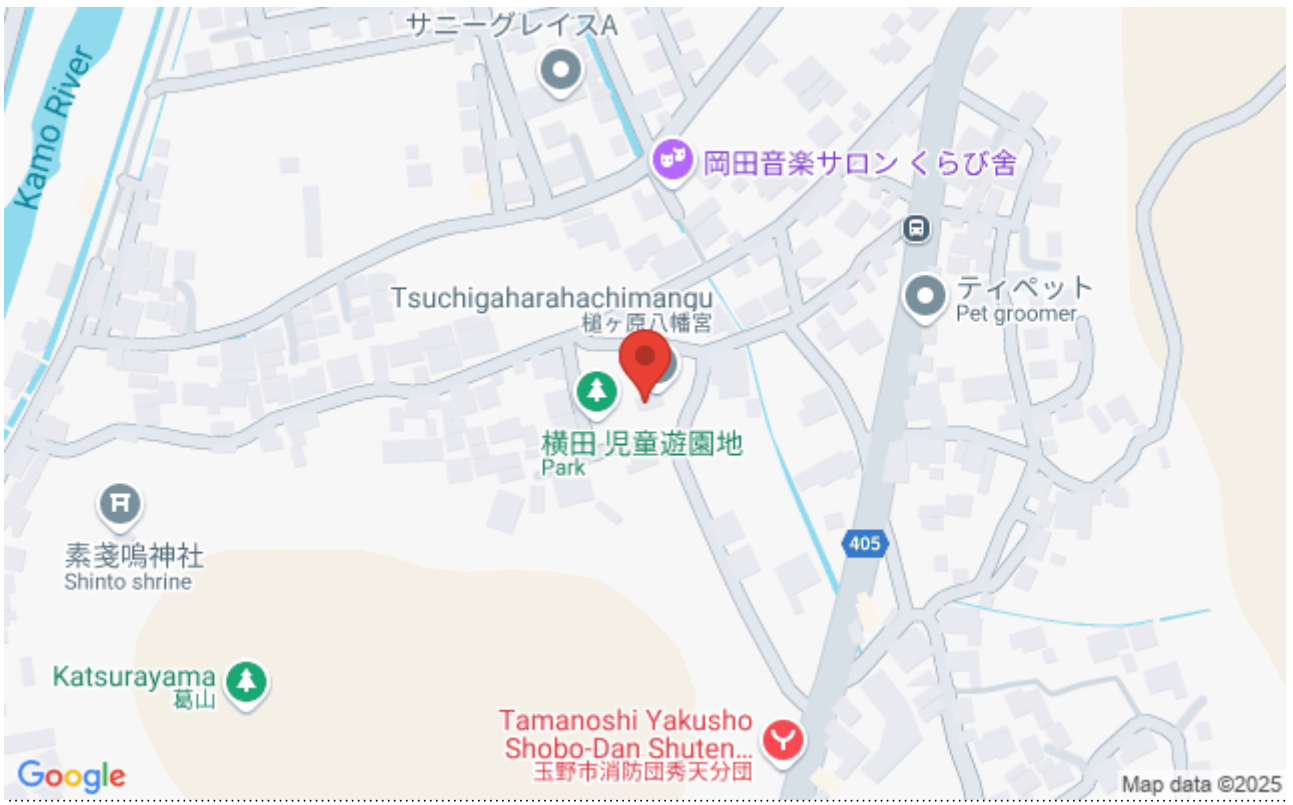 サニーグレイスA
Kamo River
岡田音楽サロン くらび舎
Tsuchigaharahachimangu
槌ヶ原八幡宮
ティペット
Pet groomer
横田 児童遊園地
Park
405
素戔嗚神社
Shinto shrine
Katsurayama
葛山
Tamanoshi Yakusho
Shobo-Dan Shuten...
玉野市消防団秀天分団
Google
Map data ©2025